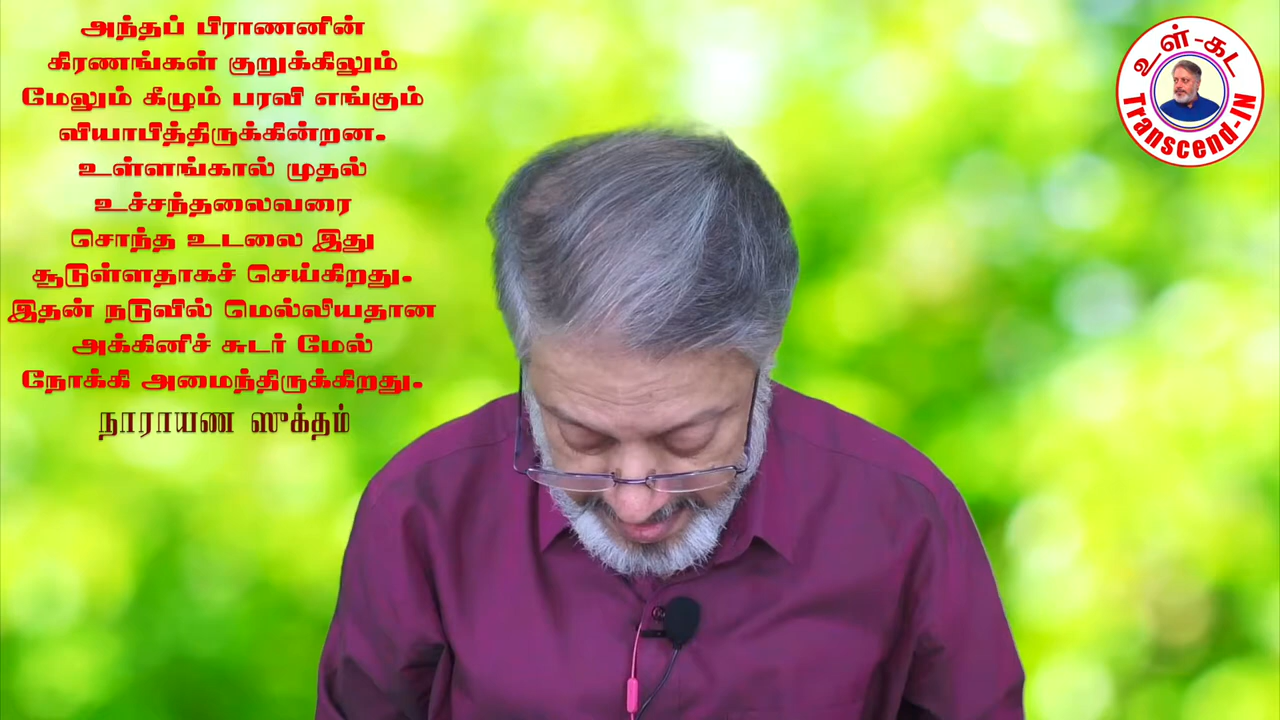 அந்தப் பிராணனின்
கிரணங்கள் குறுக்கிலும்
மேலும் கீழும் பரவி எங்கும்
வியாபித்திருக்கின்றன.
உள்ளங்கால் முதல்
உச்சந்தலைவரை
சொந்த உடலை இது
சூடுள்ளதாகச் செய்கிறது.
இதன் நடுவில் மெல்லியதான
அக்கினிச் சுடர் மேல்
நோக்கி அமைந்திருக்கிறது.
நாராயண ஸுக்தம்
உள்-கட
Transcend-IN